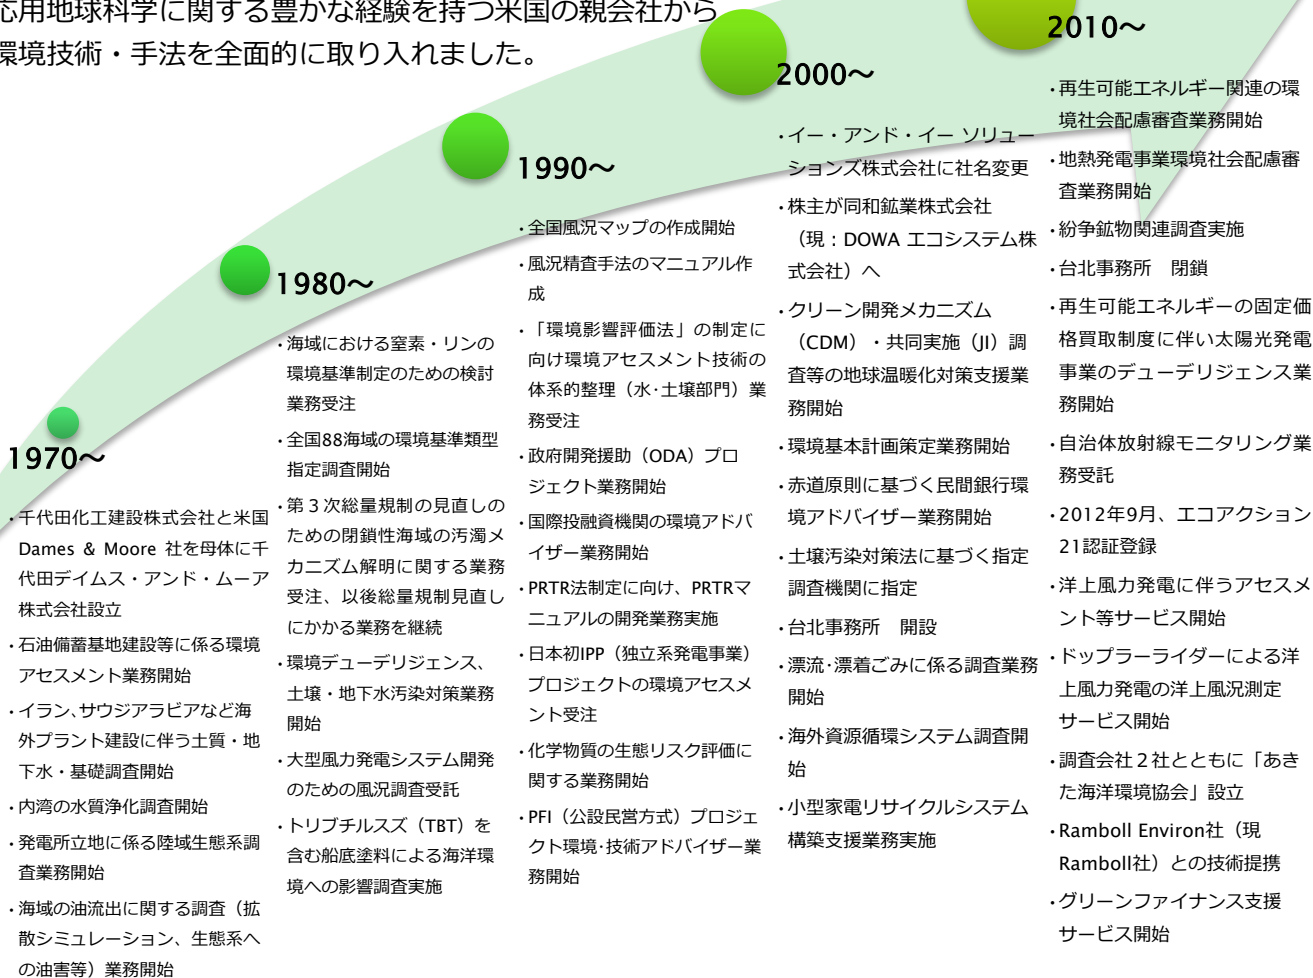 応用地球科学に関する豊かな経験を持つ米国の親会社から
環境技術・手法を全面的に取り入れました。
1970～
・千代田化工建設株式会社と米国
Dames & Moore 社を母体に千
代田デイムス・アンド・ムーア
株式会社設立
・石油備蓄基地建設等に係る環境
アセスメント業務開始
・イラン、サウジアラビアなど海
外プラント建設に伴う土質・地
下水・基礎調査開始
・内湾の水質浄化調査開始
・発電所立地に係る陸域生態系調
査業務開始
・海域の油流出に関する調査（拡
散シミュレーション、生態系へ
の油害等）業務開始
1980～
・海域における窒素・リンの
環境基準制定のための検討
業務受注
・全国88海域の環境基準類型
指定調査開始
・第３次総量規制の見直しの
ための閉鎖性海域の汚濁メ
カニズム解明に関する業務
受注、以後総量規制見直し
にかかる業務を継続
・環境デューデリジェンス、
土壌・地下水汚染対策業務
開始
・大型風力発電システム開発
のための風況調査受託
・トリブチルスズ（TBT）を
含む船底塗料による海洋環
境への影響調査実施
1990～
・全国風況マップの作成開始
・風況精査手法のマニュアル作
成
・「環境影響評価法」の制定に
向け環境アセスメント技術の
体系的整理（水･土壌部門）業
務受注
・政府開発援助（ODA）プロ
ジェクト業務開始
・国際投融資機関の環境アドバ
イザー業務開始
・PRTR法制定に向け、PRTRマ
ニュアルの開発業務実施
・日本初IPP（独立系発電事業）
プロジェクトの環境アセスメ
ント受注
・化学物質の生態リスク評価に
関する業務開始
・PFI（公設民営方式）プロジェ
クト環境･技術アドバイザー業
務開始
2000～
・イー・アンド・イー ソリュー
ションズ株式会社に社名変更
・株主が同和鉱業株式会社
（現：DOWA エコシステム株
式会社）へ
・クリーン開発メカニズム
（CDM）・共同実施（JI）調
査等の地球温暖化対策支援業
務開始
・環境基本計画策定業務開始
・赤道原則に基づく民間銀行環
境アドバイザー業務開始
・土壌汚染対策法に基づく指定
調査機関に指定
・台北事務所　開設
・漂流･漂着ごみに係る調査業務
開始
・海外資源循環システム調査開
始
・小型家電リサイクルシステム
構築支援業務実施
2010～
・再生可能エネルギー関連の環
境社会配慮審査業務開始
・地熱発電事業環境社会配慮審
査業務開始
・紛争鉱物関連調査実施
・台北事務所　閉鎖
・再生可能エネルギーの固定価
格買取制度に伴い太陽光発電
事業のデューデリジェンス業
務開始
・自治体放射線モニタリング業
務受託
・2012年9月、エコアクション
21認証登録
・洋上風力発電に伴うアセスメ
ント等サービス開始
・ドップラーライダーによる洋
上風力発電の洋上風況測定
サービス開始
・調査会社２社とともに「あき
た海洋環境協会」設立
・Ramboll Environ社（現
Ramboll社）との技術提携
・グリーンファイナンス支援
サービス開始